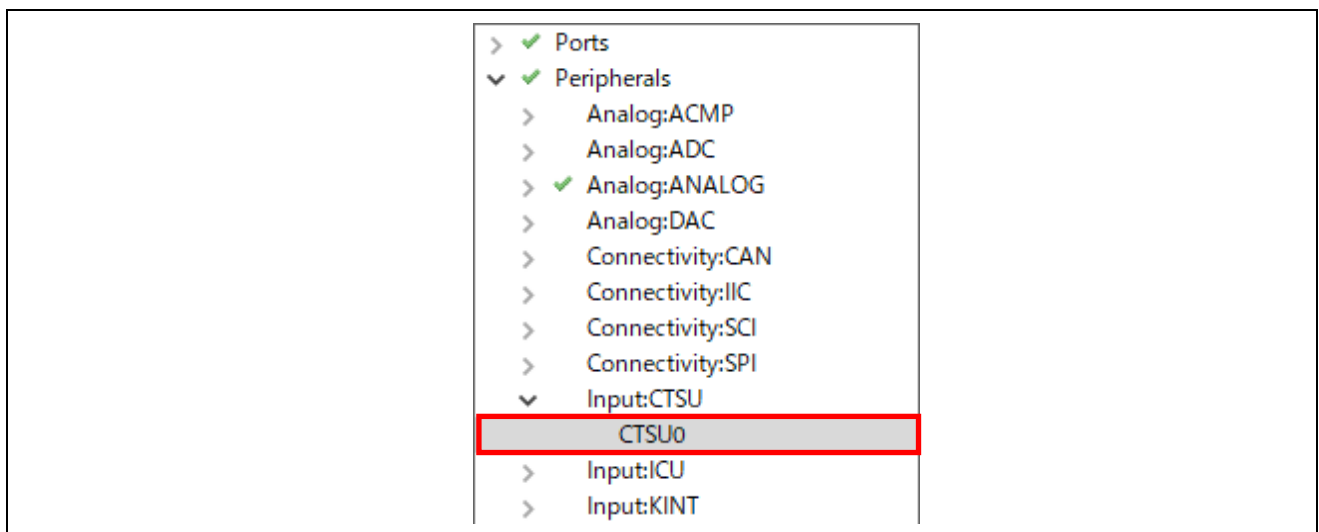 Ports
Peripherals
Analog:ACMP
Analog:ADC
Analog:ANALOG
Analog:DAC
Connectivity:CAN
Connectivity:IIC
Connectivity:SCI
Connectivity:SPI
Input:CTSU
CTSU0
Input:ICU
Input:KINT